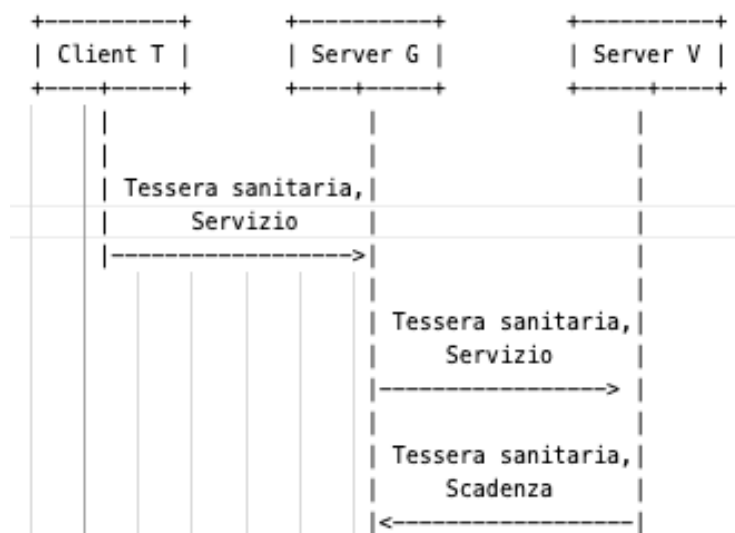 Client T
Server G
Server V
Tessera sanitaria,
Servizio
Tessera sanitaria,
Servizio
Tessera sanitaria,
Scadenza